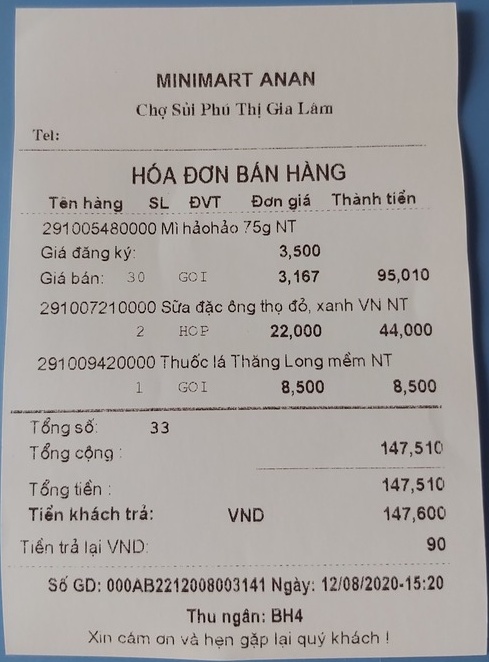 MINIMART ANAN
Chợ Sủi Phú Thị Gia Lâm
Tel:
HÓA ĐƠN BÁN HÀNG
Tên hàng SL ĐVT Đơn giá Thành tiền
291005480000 Mì hảohảo 75g NT
Giá đăng ký: 3,500
Giá bán: 30 GOI 3,167 95,010
291007210000 Sữa đặc ông thọ đỏ, xanh VN NT
2 HOP 22,000 44,000
291009420000 Thuốc lá Thăng Long mềm NT
1 GOI 8,500 8,500
Tổng số: 33
Tổng cộng : 147,510
Tổng tiền : 147,510
Tiền khách trả: VND 147,600
Tiền trả lại VND: 90
Số GD: 000AB2212008003141 Ngày: 12/08/2020-15:20
Thu ngân: BH4
Xin cám ơn và hẹn gặp lại quý khách !